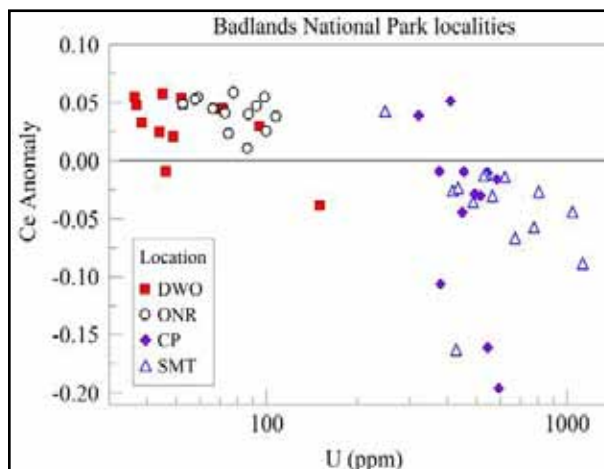 Badlands National Park localities
0.10
0.05
0.00
-0.05
-0.10
-0.15
-0.20
Ce Anomaly
Location
DWO
ONR
CP
SMT
100
1000
U (ppm)